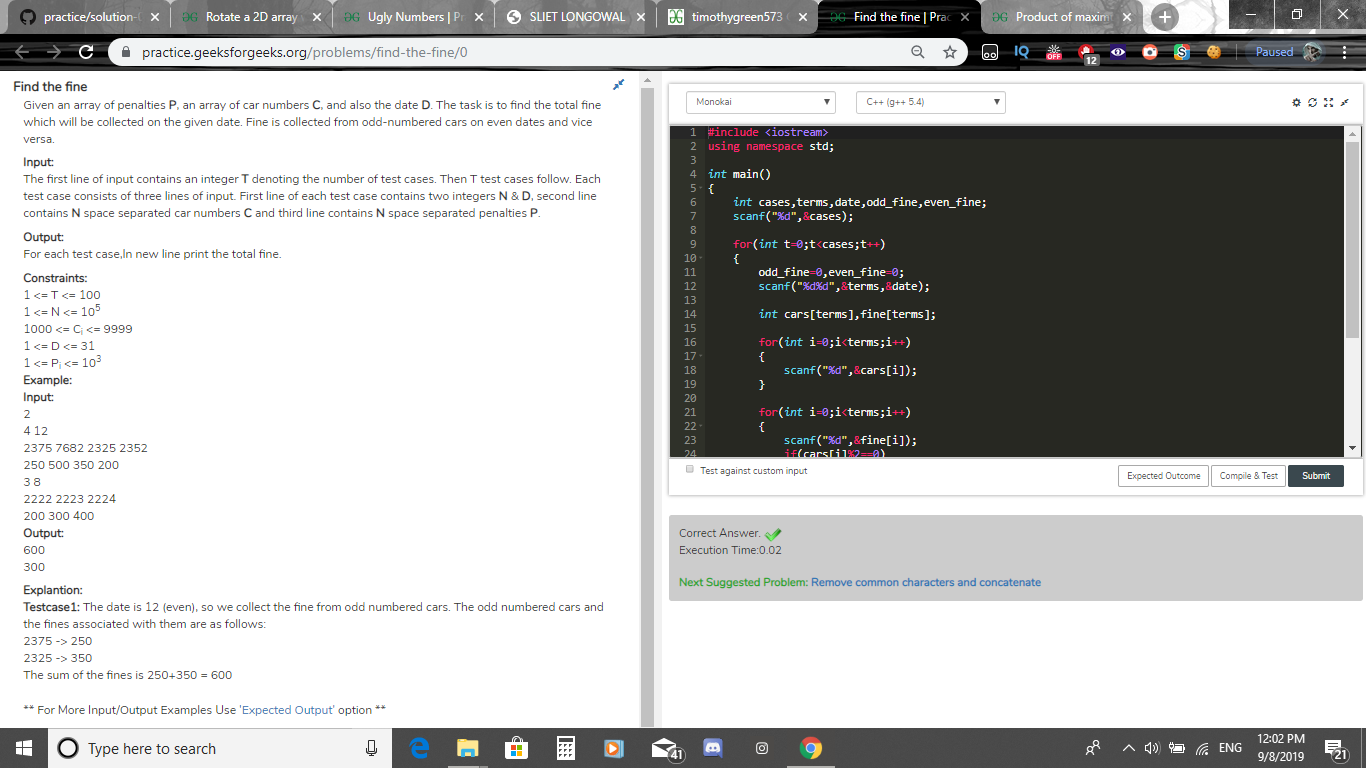 practice/solution-
Rotate a 2D array
Ugly Numbers | Pr
SLIET LONGOWAL
timothygreen573
Find the fine | Prac
Product of maxim
practice.geeksforgeeks.org/problems/find-the-fine/0
IQ
OFF
12
S
Paused
Find the fine
Given an array of penalties P, an array of car numbers C, and also the date D. The task is to find the total fine
which will be collected on the given date. Fine is collected from odd-numbered cars on even dates and vice
versa.
Input:
The first line of input contains an integer T denoting the number of test cases. Then T test cases follow. Each
test case consists of three lines of input. First line of each test case contains two integers N & D, second line
contains N space separated car numbers C and third line contains N space separated penalties P.
Output:
For each test case,In new line print the total fine.
Constraints:
1 <= T <= 100
1 <= N <= 10⁵
1000 <= Cᵢ <= 9999
1 <= D <= 31
1 <= Pᵢ <= 10³
Example:
Input:
2
4 12
2375 7682 2325 2352
250 500 350 200
3 8
2222 2223 2224
200 300 400
Output:
600
300
Explantion:
Testcase1: The date is 12 (even), so we collect the fine from odd numbered cars. The odd numbered cars and
the fines associated with them are as follows:
2375 -> 250
2325 -> 350
The sum of the fines is 250+350 = 600
** For More Input/Output Examples Use 'Expected Output' option **
Monokai
C++ (g++ 5.4)
1 #include <iostream>
2 using namespace std;
3
4 int main()
5 {
6 int cases,terms,date,odd_fine,even_fine;
7 scanf("%d",&cases);
8
9 for(int t=0;t<cases;t++)
10 {
11 odd_fine=0,even_fine=0;
12 scanf("%d%d",&terms,&date);
13
14 int cars[terms],fine[terms];
15
16 for(int i=0;i<terms;i++)
17 {
18 scanf("%d",&cars[i]);
19 }
20
21 for(int i=0;i<terms;i++)
22 {
23 scanf("%d",&fine[i]);
24 if(cars[i]%2==0)
Test against custom input
Expected Outcome
Compile & Test
Submit
Correct Answer.
Execution Time:0.02
Next Suggested Problem: Remove common characters and concatenate
Type here to search
41
ENG
12:02 PM
9/8/2019
21